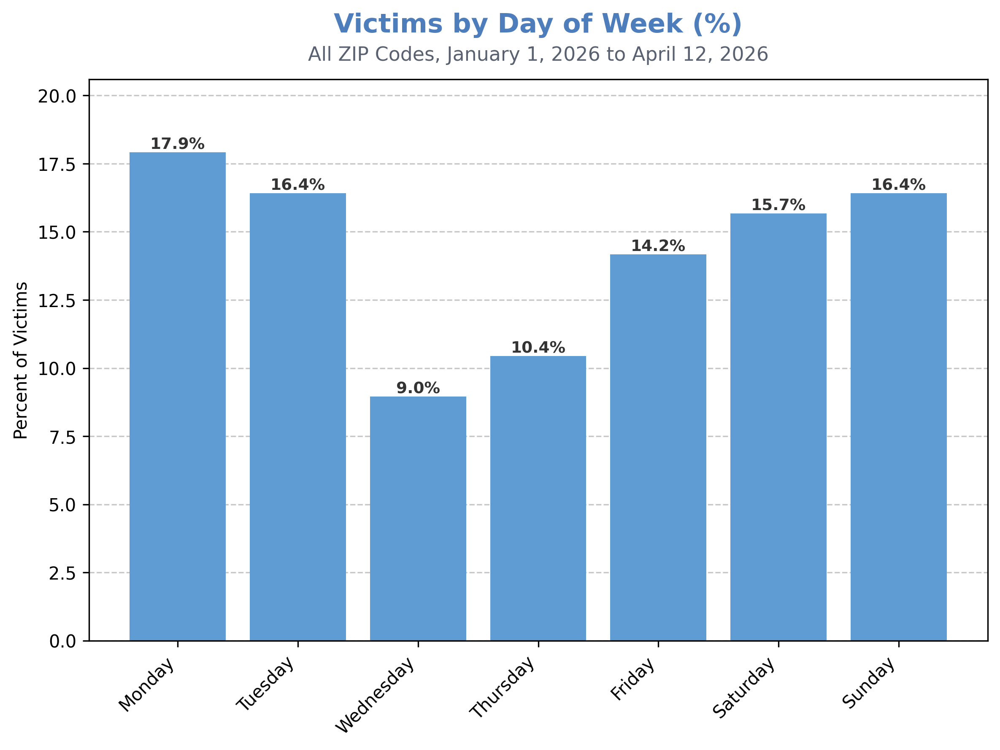 Victims by Day of Week (%)
All ZIP Codes, January 1, 2026 to April 12, 2026
Percent of Victims
20.0
17.5
15.0
12.5
10.0
7.5
5.0
2.5
0.0
17.9%
16.4%
9.0%
10.4%
14.2%
15.7%
16.4%
Monday
Tuesday
Wednesday
Thursday
Friday
Saturday
Sunday